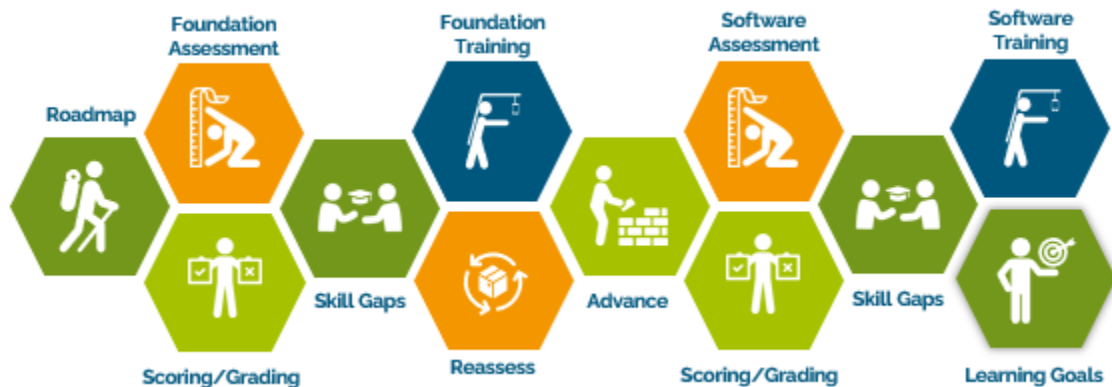 Foundation
Assessment
Foundation
Training
Software
Assessment
Software
Training
Roadmap
Skill Gaps
Advance
Skill Gaps
Scoring/Grading
Reassess
Scoring/Grading
Learning Goals